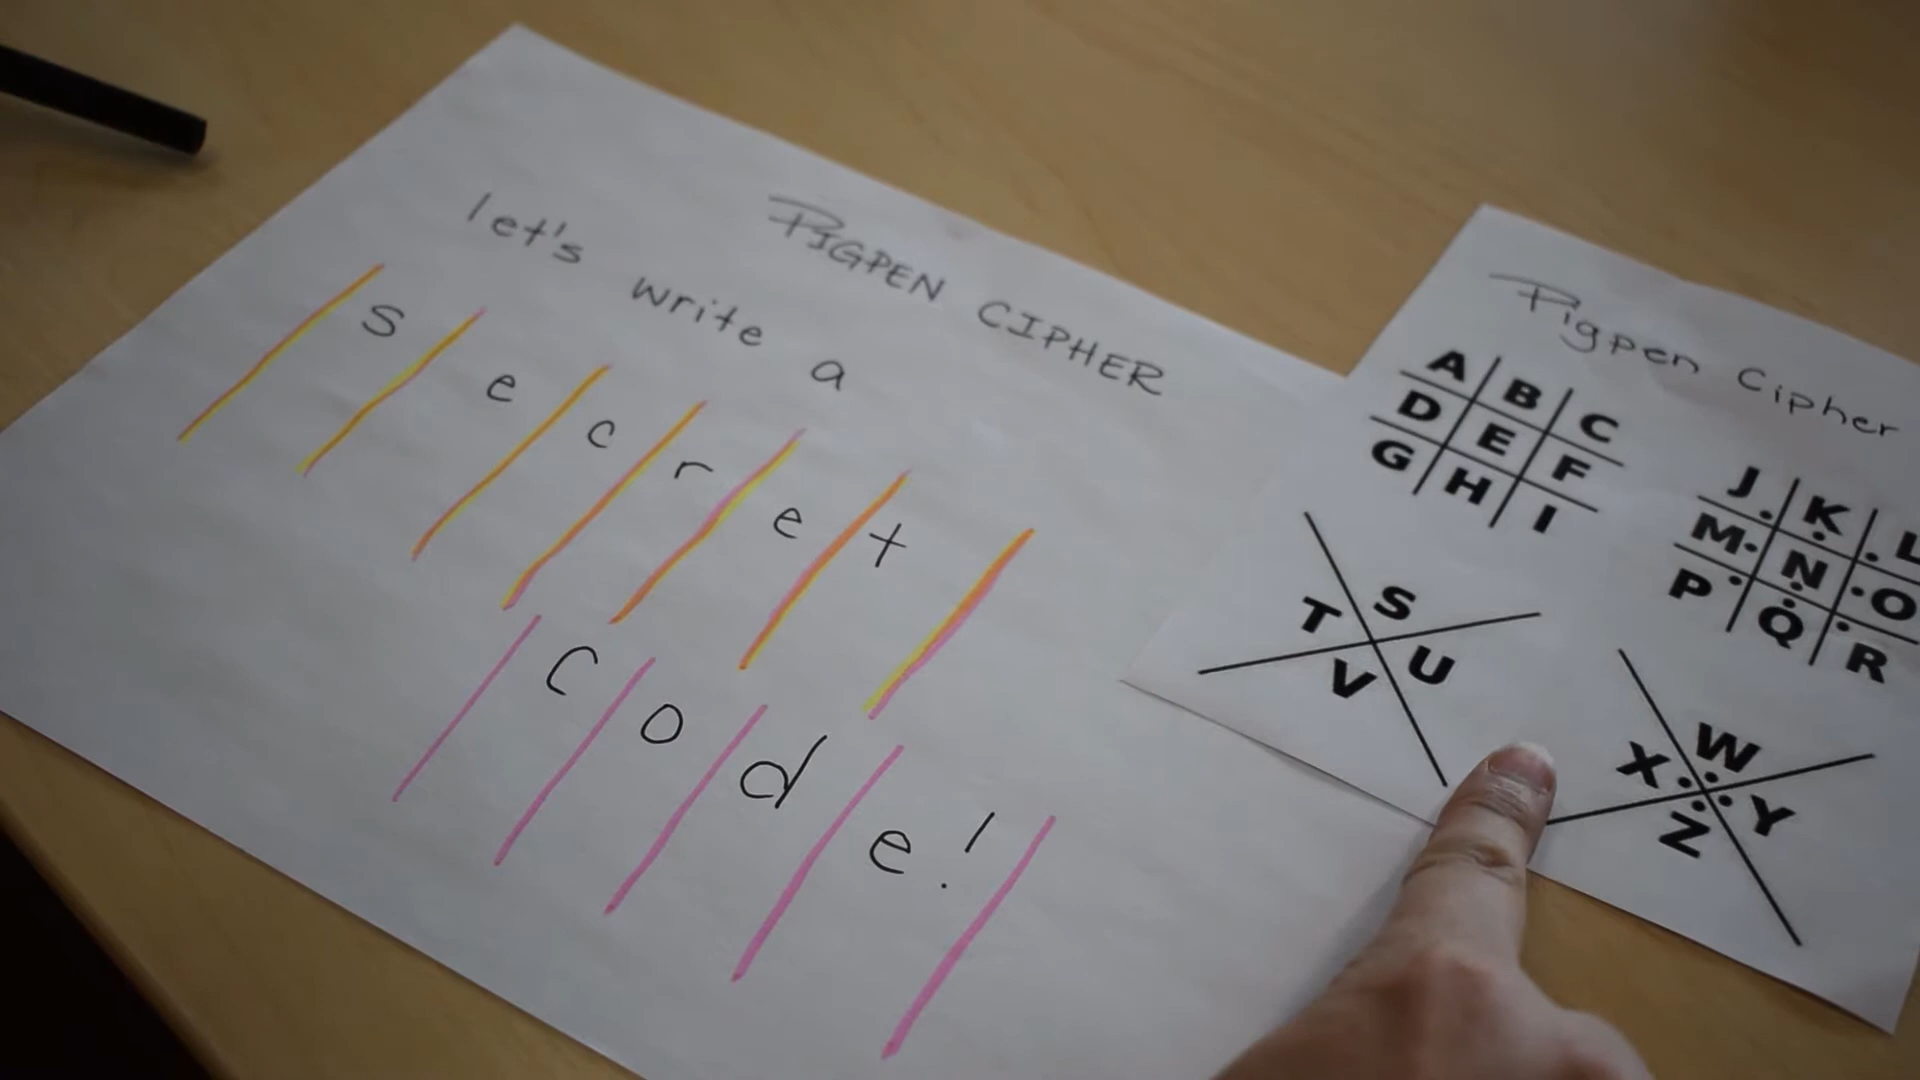 PIGPEN CIPHER
let's write a
secret
code!
Pigpen Cipher
A B C
D E F
G H I
J K L
M N O
P Q R
S
T U
V
W
X Y
Z